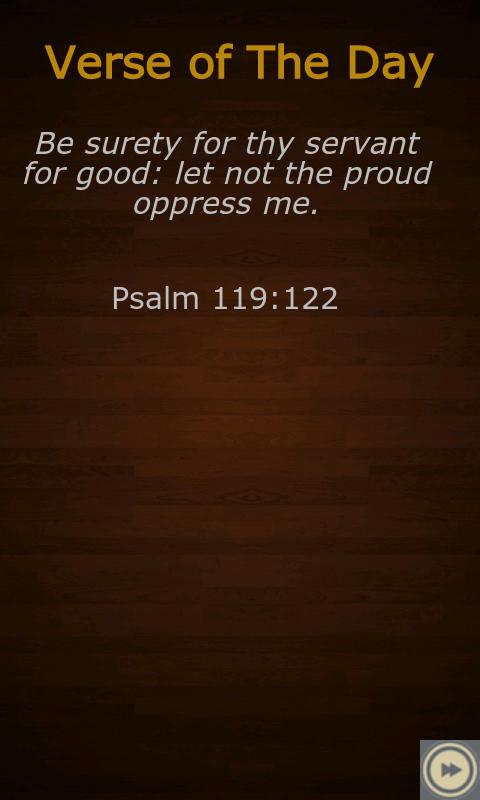 Verse of The Day
Be surety for thy servant
for good: let not the proud
oppress me.
Psalm 119:122